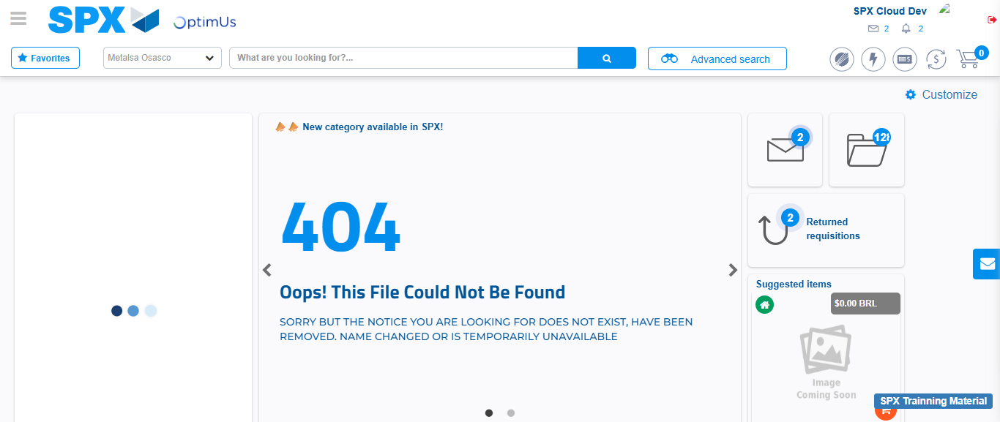 SPX
OptimUs
SPX Cloud Dev
2
2
Favorites
Metalsa Osasco
What are you looking for?...
Advanced search
$
$
0
Customize
New category available in SPX!
404
Oops! This File Could Not Be Found
SORRY BUT THE NOTICE YOU ARE LOOKING FOR DOES NOT EXIST, HAVE BEEN
REMOVED. NAME CHANGED OR IS TEMPORARILY UNAVAILABLE
2
2
Returned
requisitions
Suggested items
$0.00 BRL
Image
Coming Soon
SPX Trainning Material